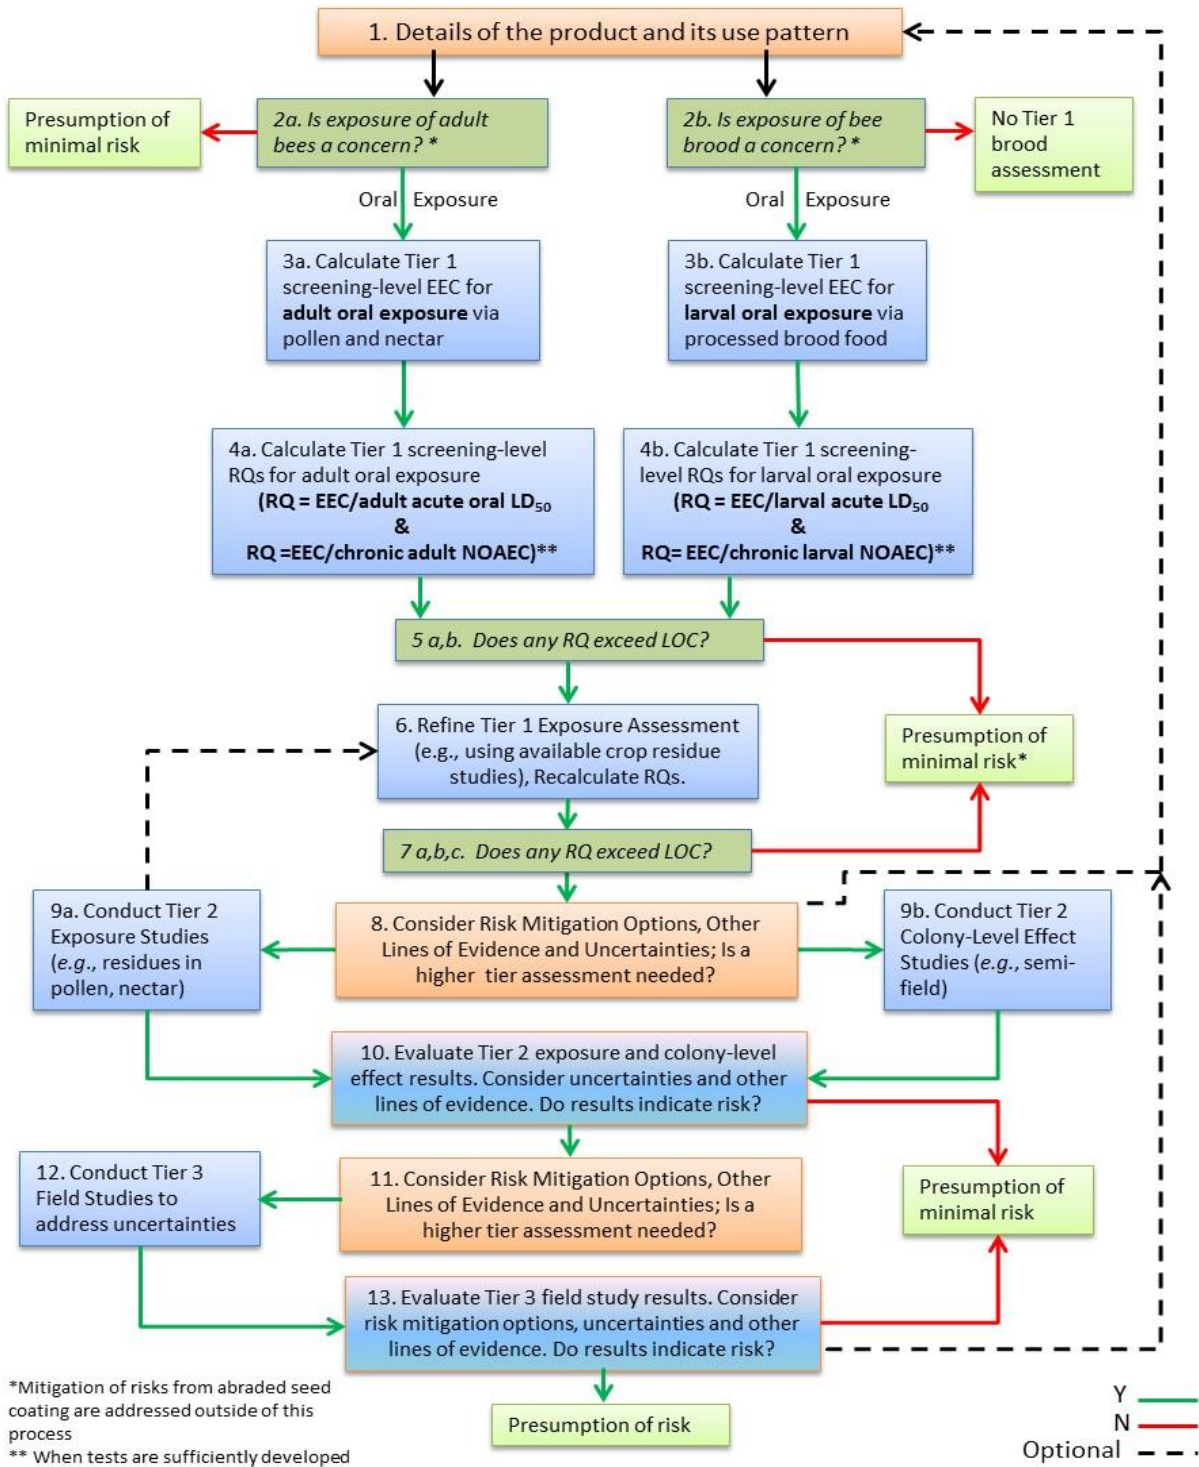 1. Details of the product and its use pattern
Presumption of
minimal risk
2a. Is exposure of adult
bees a concern? *
2b. Is exposure of bee
brood a concern? *
No Tier 1
brood
assessment
Oral Exposure
Oral Exposure
3a. Calculate Tier 1
screening-level EEC for
adult oral exposure via
pollen and nectar
3b. Calculate Tier 1
screening-level EEC for
larval oral exposure via
processed brood food
4a. Calculate Tier 1 screening-level
RQs for adult oral exposure
(RQ = EEC/adult acute oral LD50
&
RQ =EEC/chronic adult NOAEC)**
4b. Calculate Tier 1 screening-
level RQs for larval oral exposure
(RQ = EEC/larval acute LD50
&
RQ= EEC/chronic larval NOAEC)**
5 a,b. Does any RQ exceed LOC?
6. Refine Tier 1 Exposure Assessment
(e.g., using available crop residue
studies), Recalculate RQs.
Presumption of
minimal risk*
7 a,b,c. Does any RQ exceed LOC?
9a. Conduct Tier 2
Exposure Studies
(e.g., residues in
pollen, nectar)
8. Consider Risk Mitigation Options, Other
Lines of Evidence and Uncertainties; Is a
higher tier assessment needed?
9b. Conduct Tier 2
Colony-Level Effect
Studies (e.g., semi-
field)
10. Evaluate Tier 2 exposure and colony-level
effect results. Consider uncertainties and other
lines of evidence. Do results indicate risk?
12. Conduct Tier 3
Field Studies to
address uncertainties
11. Consider Risk Mitigation Options, Other
Lines of Evidence and Uncertainties; Is a
higher tier assessment needed?
Presumption of
minimal risk
13. Evaluate Tier 3 field study results. Consider
risk mitigation options, uncertainties and other
lines of evidence. Do results indicate risk?
Presumption of risk
*Mitigation of risks from abraded seed
coating are addressed outside of this
process
** When tests are sufficiently developed
Y
N
Optional